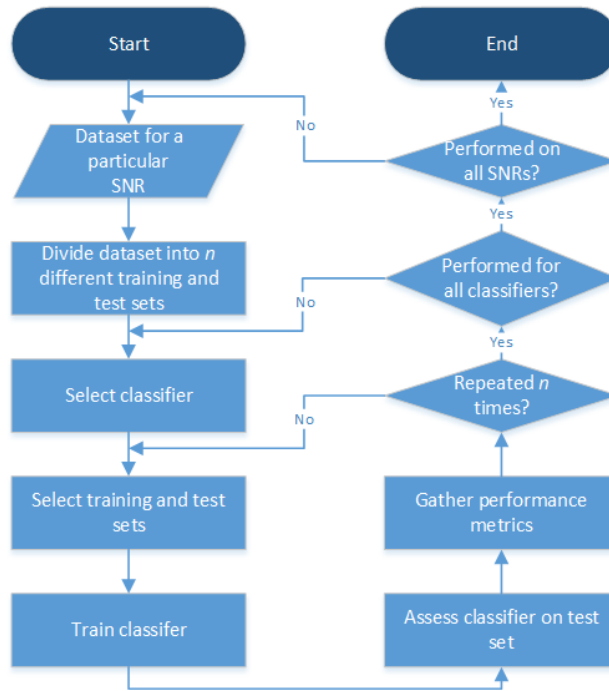 Start
Dataset for a
particular
SNR
Divide dataset into n
different training and
test sets
Select classifier
Select training and test
sets
Train classifer
Assess classifier on test
set
Gather performance
metrics
Repeated n
times?
No
Yes
Performed for
all classifiers?
No
Yes
Performed on
all SNRs?
No
Yes
End